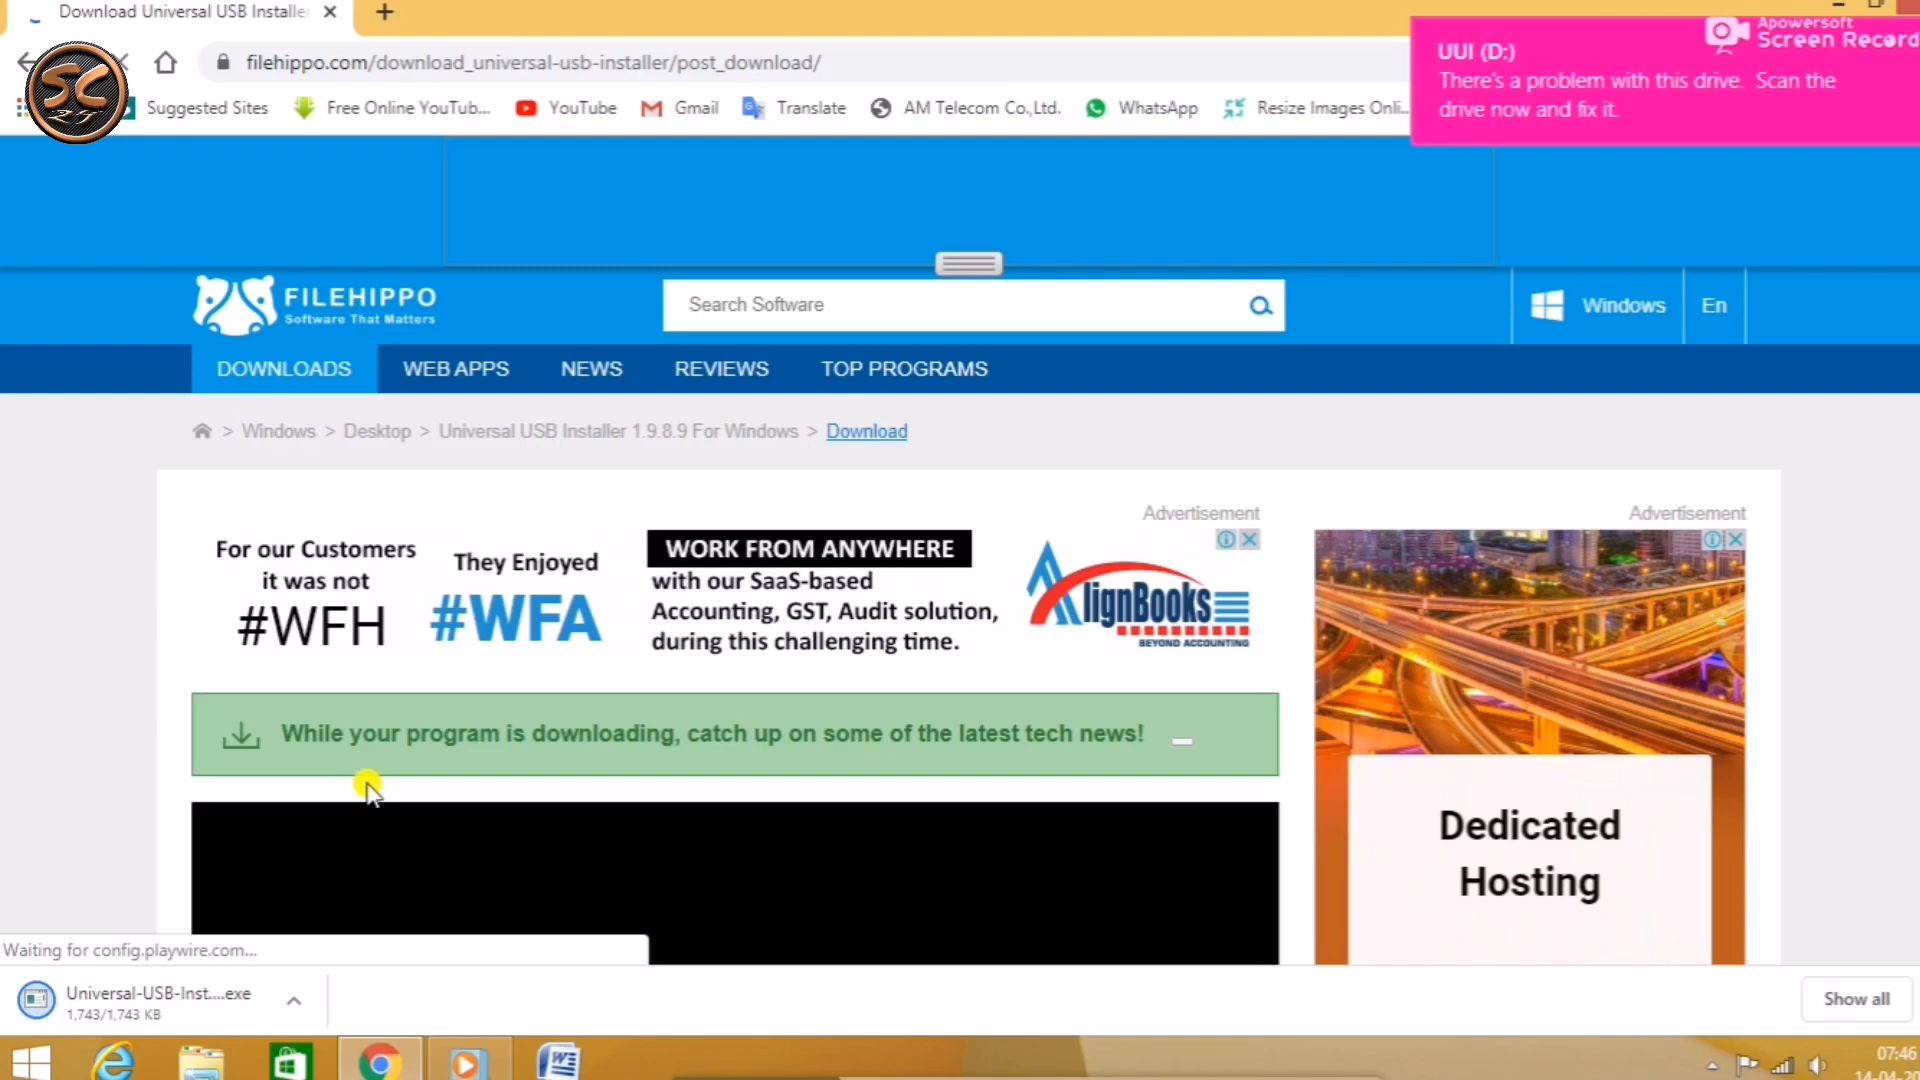 Download Universal USB Installer
filehippo.com/download_universal-usb-installer/post_download/
Apowersoft
Screen Record
UUI (D:)
There's a problem with this drive. Scan the
drive now and fix it.
SC
Suggested Sites
Free Online YouTub...
YouTube
Gmail
Translate
AM Telecom Co.,Ltd.
WhatsApp
Resize Images Onli...
FILEHIPPO
Software That Matters
Search Software
Windows
En
DOWNLOADS
WEB APPS
NEWS
REVIEWS
TOP PROGRAMS
> Windows > Desktop > Universal USB Installer 1.9.8.9 For Windows > Download
Advertisement
Advertisement
For our Customers
it was not
#WFH
They Enjoyed
#WFA
WORK FROM ANYWHERE
with our SaaS-based
Accounting, GST, Audit solution,
during this challenging time.
AlignBooks
BEYOND ACCOUNTING
While your program is downloading, catch up on some of the latest tech news!
Dedicated
Hosting
Waiting for config.playwire.com...
Universal-USB-Inst....exe
1,743/1,743 KB
Show all
07:46
14-04-20